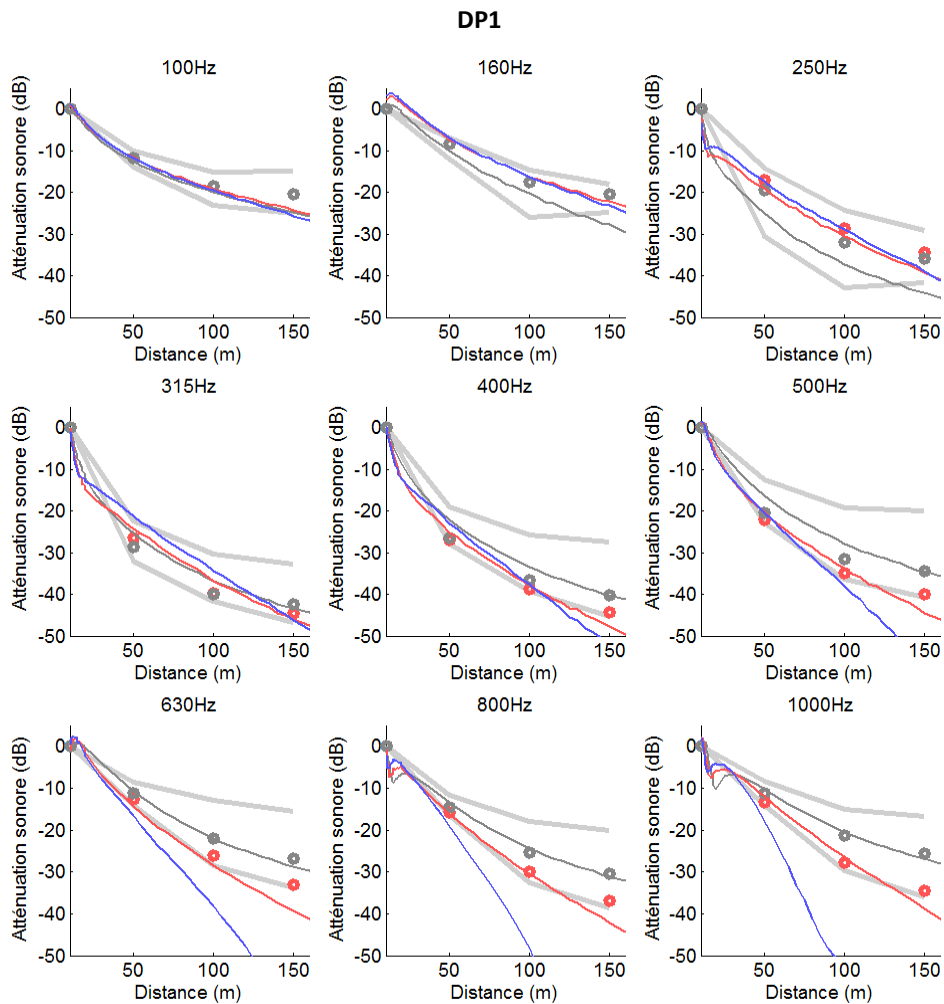 DP1
100Hz
160Hz
250Hz
Atténuation sonore (dB)
0
-10
-20
-30
-40
-50
50
100
150
Distance (m)
Atténuation sonore (dB)
0
-10
-20
-30
-40
-50
50
100
150
Distance (m)
Atténuation sonore (dB)
0
-10
-20
-30
-40
-50
50
100
150
Distance (m)
315Hz
400Hz
500Hz
Atténuation sonore (dB)
0
-10
-20
-30
-40
-50
50
100
150
Distance (m)
Atténuation sonore (dB)
0
-10
-20
-30
-40
-50
50
100
150
Distance (m)
Atténuation sonore (dB)
0
-10
-20
-30
-40
-50
50
100
150
Distance (m)
630Hz
800Hz
1000Hz
Atténuation sonore (dB)
0
-10
-20
-30
-40
-50
50
100
150
Distance (m)
Atténuation sonore (dB)
0
-10
-20
-30
-40
-50
50
100
150
Distance (m)
Atténuation sonore (dB)
0
-10
-20
-30
-40
-50
50
100
150
Distance (m)